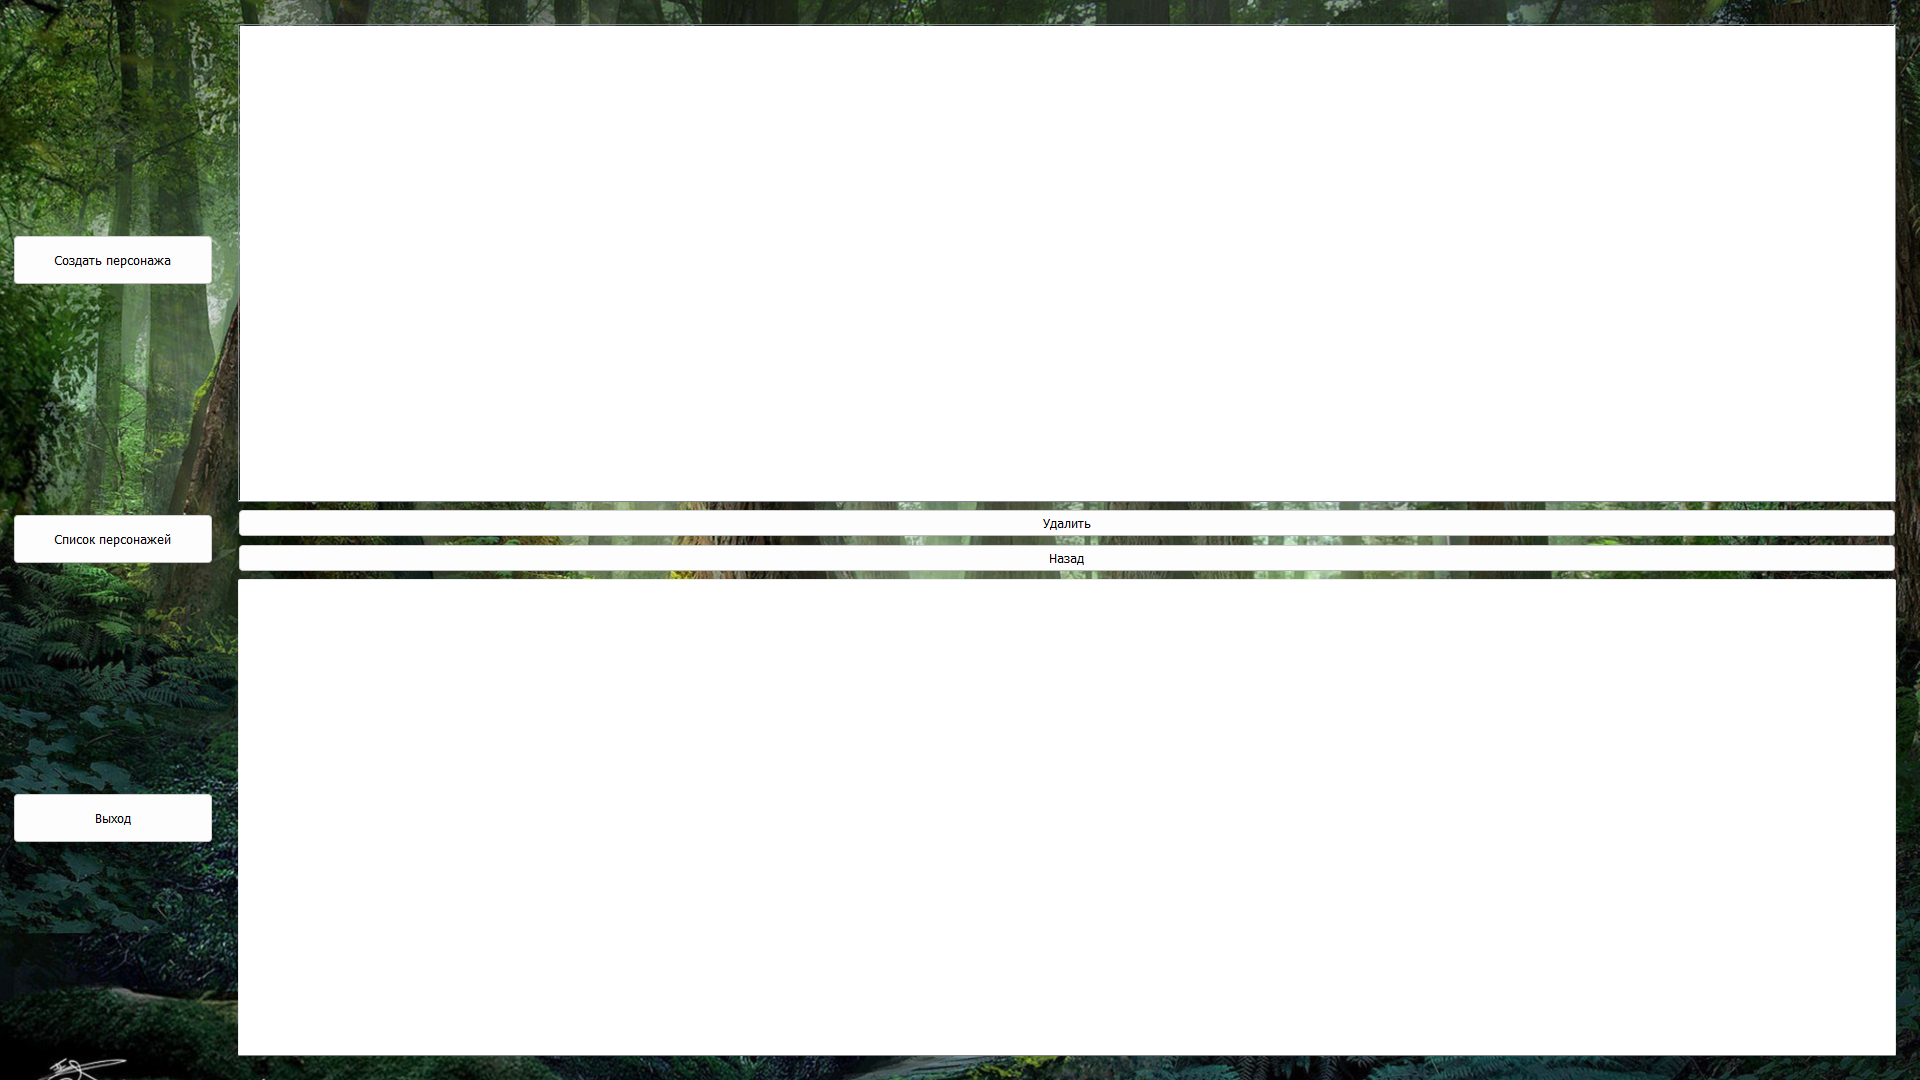 Создать персонажа
Удалить
Список персонажей
Назад
Выход